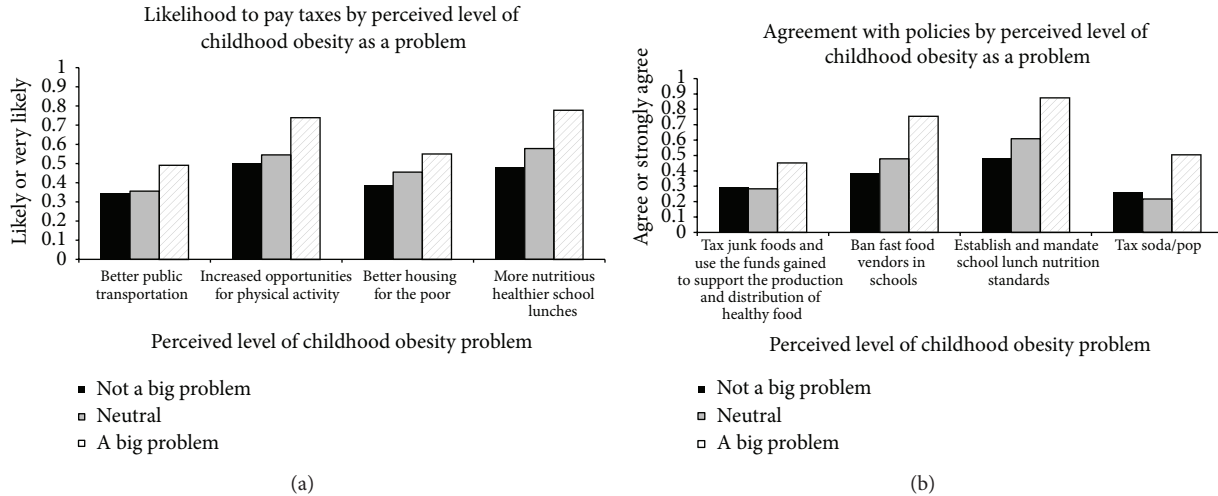 Likelihood to pay taxes by perceived level of
childhood obesity as a problem
Likely or very likely
1
0.9
0.8
0.7
0.6
0.5
0.4
0.3
0.2
0.1
0
Better public
transportation
Increased opportunities
for physical activity
Better housing
for the poor
More nutritious
healthier school
lunches
Perceived level of childhood obesity problem
Not a big problem
Neutral
A big problem
(a)
Agreement with policies by perceived level of
childhood obesity as a problem
Agree or strongly agree
1
0.9
0.8
0.7
0.6
0.5
0.4
0.3
0.2
0.1
0
Tax junk foods and
use the funds gained
to support the production
and distribution of
healthy food
Ban fast food
vendors in
schools
Establish and mandate
school lunch nutrition
standards
Tax soda/pop
Perceived level of childhood obesity problem
Not a big problem
Neutral
A big problem
(b)